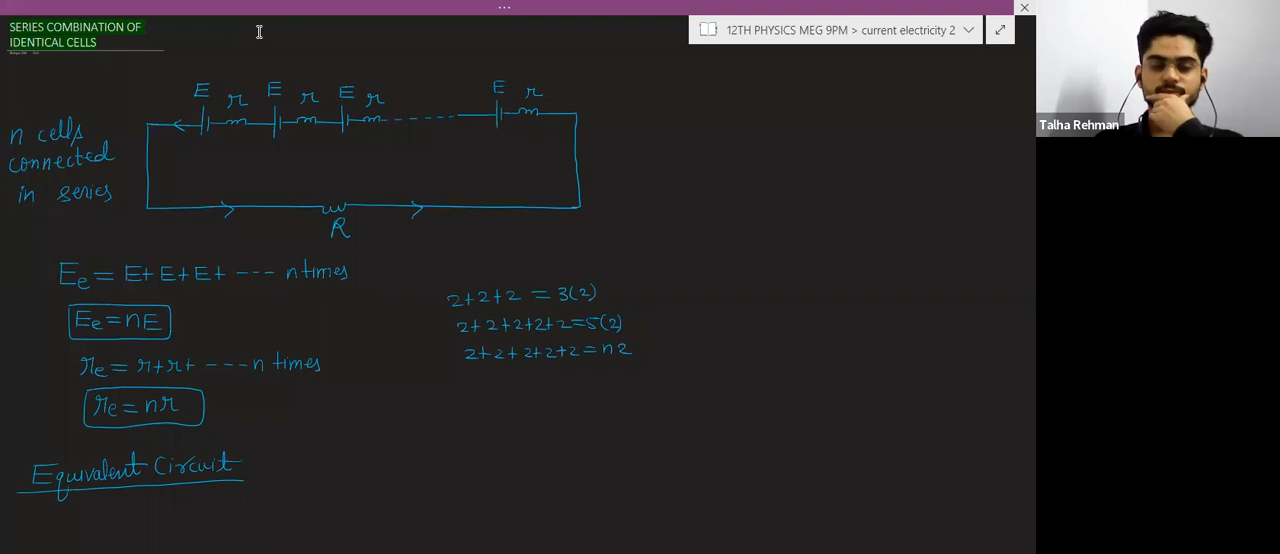 ...
SERIES COMBINATION OF
IDENTICAL CELLS
12TH PHYSICS MEG 9PM > current electricity 2
Talha Rehman
E r E r E r - - - - - - E r
n cells
connected
in series
R
Ee = E+ E+ E+ ---- n times
Ee = nE
re = r+r+ ---- n times
re = nr
2+2+2 = 3(2)
2+2+2+2+2=5(2)
2+2+2+2+2=n2
Equivalent Circuit